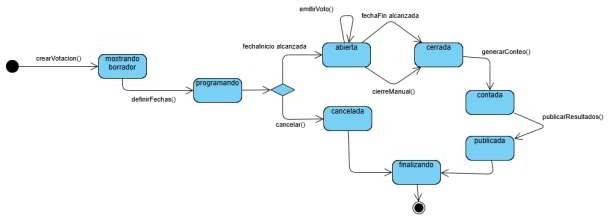 emitirVoto()
fechaFin alcanzada
fechaInicio alcanzada
abierta
cerrada
crearVotacion()
mostrando
borrador
generarConteo()
programando
definirFechas()
cierreManual()
contada
cancelada
cancelar()
publicarResultados()
publicada
finalizando